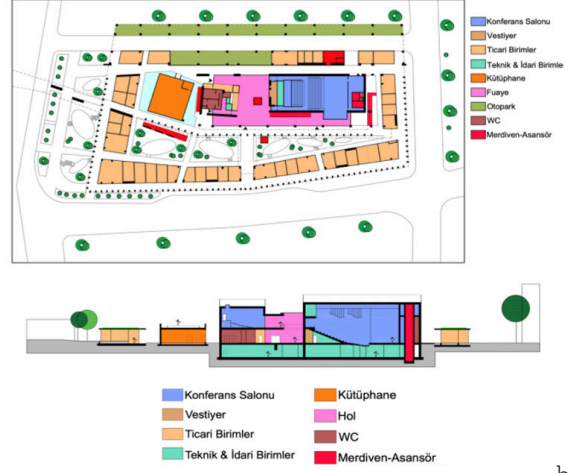 Konferans Salonu
Vestiyer
Ticari Birimler
Teknik & İdari Birimle
Kütüphane
Fuaye
Otopark
WC
Merdiven-Asansör
Konferans Salonu
Vestiyer
Ticari Birimler
Teknik & İdari Birimler
Kütüphane
Hol
WC
Merdiven-Asansör
b